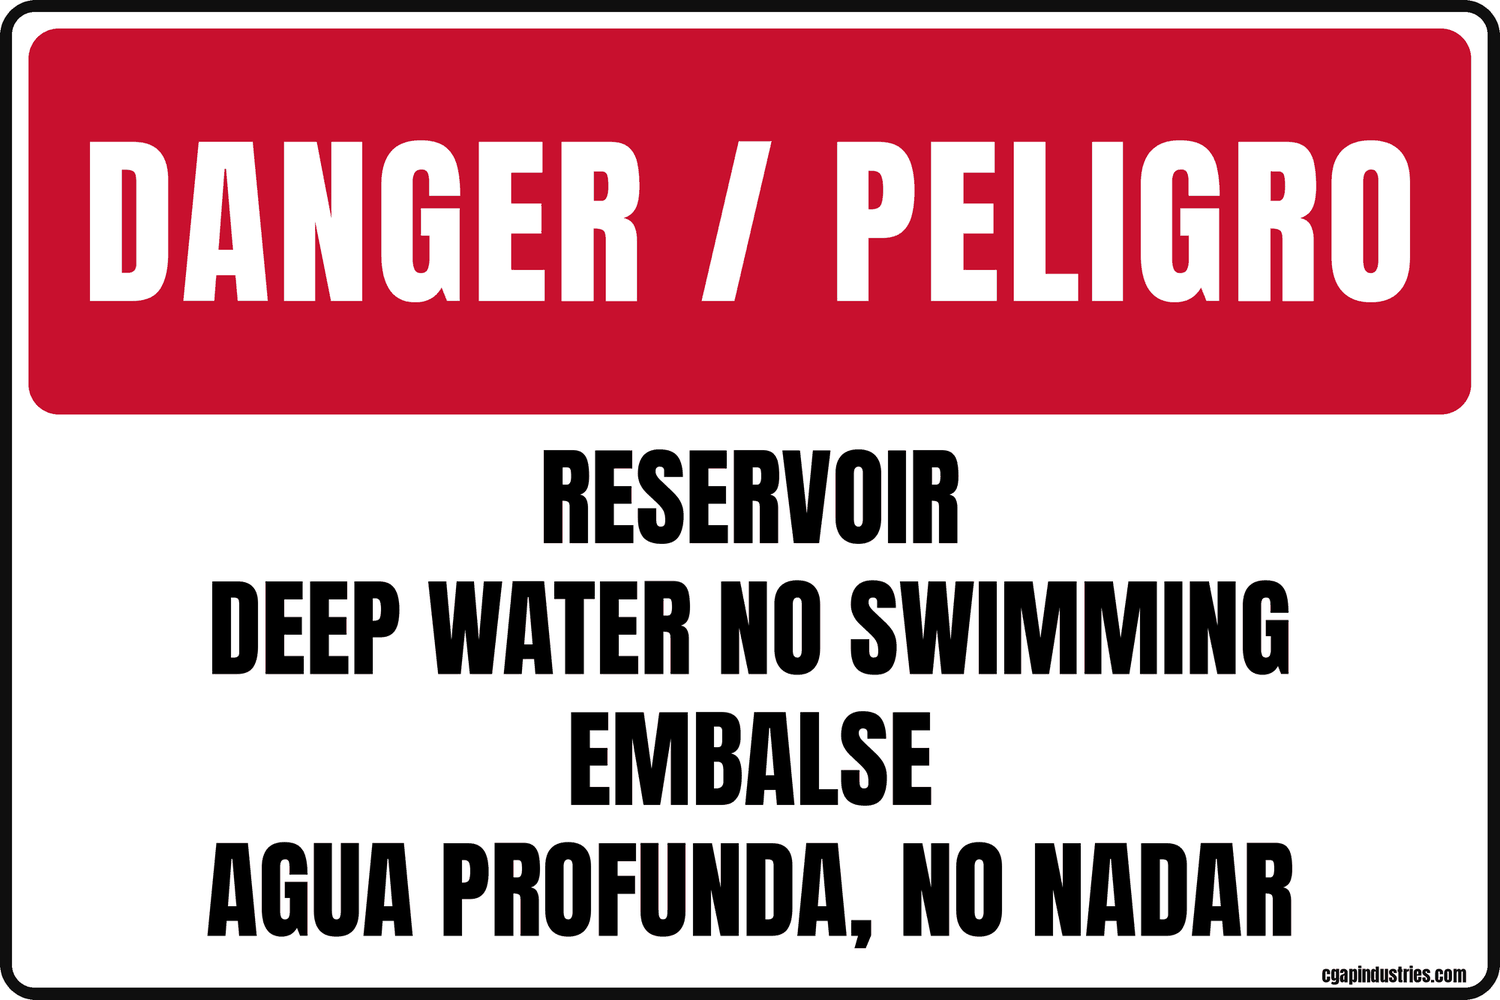 DANGER / PELIGRO
RESERVOIR
DEEP WATER NO SWIMMING
EMBALSE
AGUA PROFUNDA, NO NADAR
cgapindustries.com